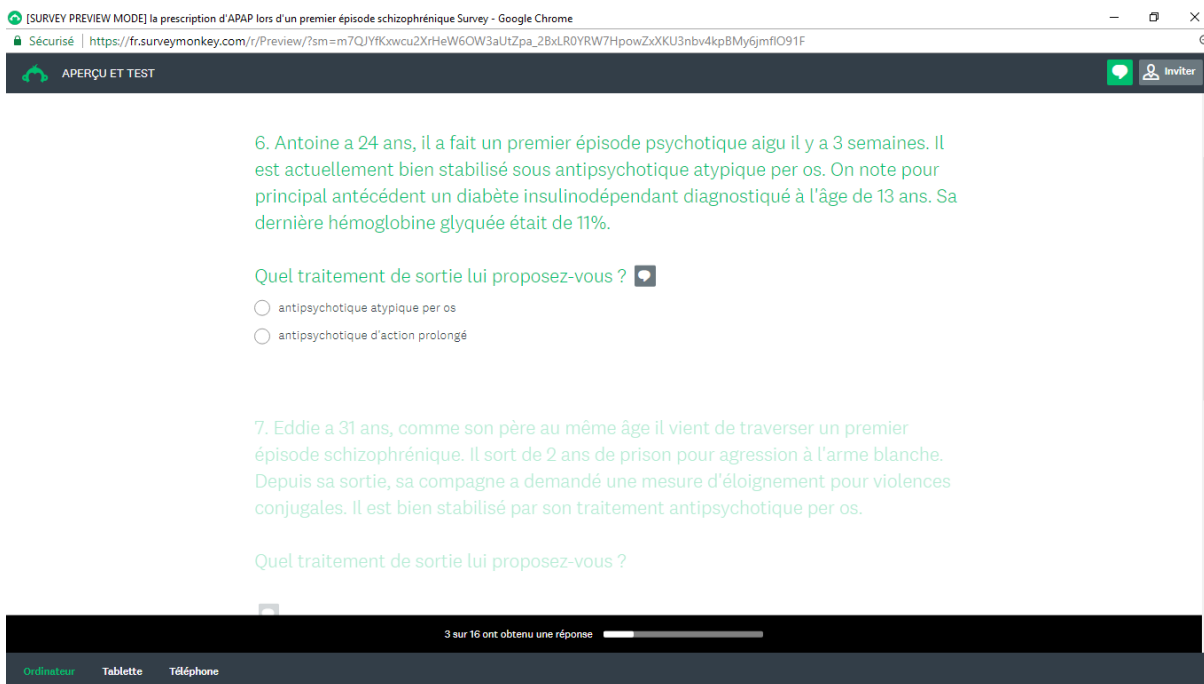 [SURVEY PREVIEW MODE] la prescription d'APAP lors d'un premier épisode schizophrénique Survey - Google Chrome
Sécurisé | https://fr.surveymonkey.com/r/Preview/?sm=m7QJYfKxwcu2XrHeW6OW3aUtZpa_2BxLR0YRW7HpowZxXKU3nbv4kpBMy6jmflO91F
APERÇU ET TEST
Inviter
6. Antoine a 24 ans, il a fait un premier épisode psychotique aigu il y a 3 semaines. Il
est actuellement bien stabilisé sous antipsychotique atypique per os. On note pour
principal antécédent un diabète insulinodépendant diagnostiqué à l'âge de 13 ans. Sa
dernière hémoglobine glyquée était de 11%.
Quel traitement de sortie lui proposez-vous ?
antipsychotique atypique per os
antipsychotique d'action prolongé
7. Eddie a 31 ans, comme son père au même âge il vient de traverser un premier
épisode schizophrénique. Il sort de 2 ans de prison pour agression à l'arme blanche.
Depuis sa sortie, sa compagne a demandé une mesure d'éloignement pour violences
conjugales. Il est bien stabilisé par son traitement antipsychotique per os.
Quel traitement de sortie lui proposez-vous ?
3 sur 16 ont obtenu une réponse
Ordinateur Tablette Téléphone